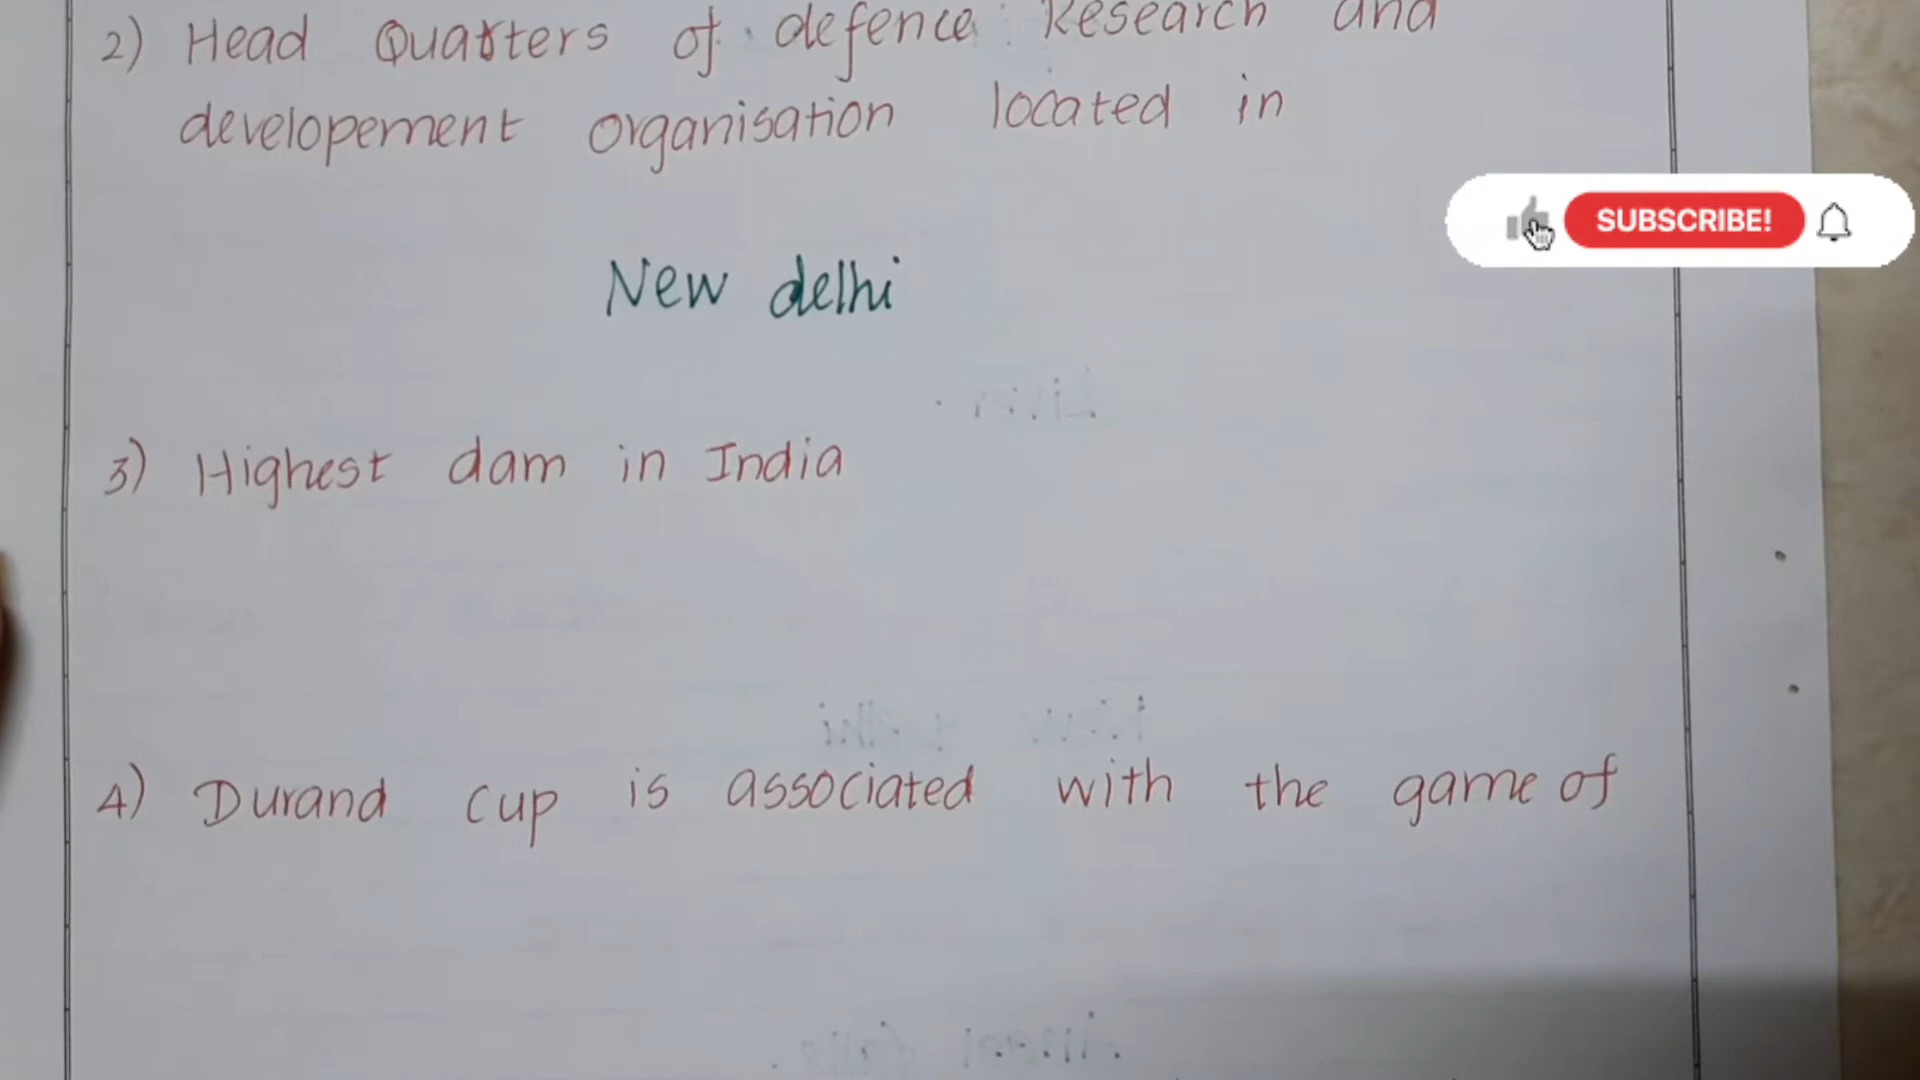 2) Head Quarters of defence Research and
developement organisation located in
SUBSCRIBE!
New delhi
3) Highest dam in India
4) Durand cup is associated with the game of